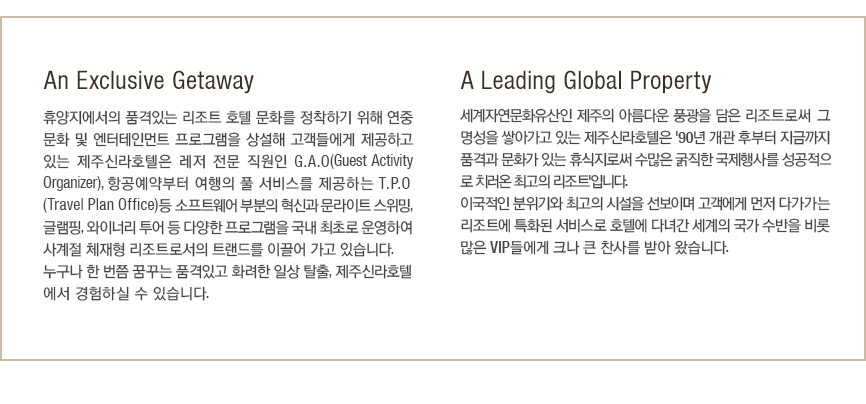 An Exclusive Getaway
휴양지에서의 품격있는 리조트 호텔 문화를 정착하기 위해 연중
문화 및 엔터테인먼트 프로그램을 상설해 고객들에게 제공하고
있는 제주신라호텔은 레저 전문 직원인 G.A.O(Guest Activity
Organizer), 항공예약부터 여행의 풀 서비스를 제공하는 T.P.O
(Travel Plan Office)등 소프트웨어 부분의 혁신과 문라이트 스위밍,
글램핑, 와이너리 투어 등 다양한 프로그램을 국내 최초로 운영하여
사계절 체재형 리조트로서의 트랜드를 이끌어 가고 있습니다.
누구나 한 번쯤 꿈꾸는 품격있고 화려한 일상 탈출, 제주신라호텔
에서 경험하실 수 있습니다.
A Leading Global Property
세계자연문화유산인 제주의 아름다운 풍광을 담은 리조트로써 그
명성을 쌓아가고 있는 제주신라호텔은 '90년 개관 후부터 지금까지
품격과 문화가 있는 휴식지로써 수많은 굵직한 국제행사를 성공적으
로 치러온 최고의 리조트'입니다.
이국적인 분위기와 최고의 시설을 선보이며 고객에게 먼저 다가가는
리조트에 특화된 서비스로 호텔에 다녀간 세계의 국가 수반을 비롯
많은 VIP들에게 크나 큰 찬사를 받아 왔습니다.